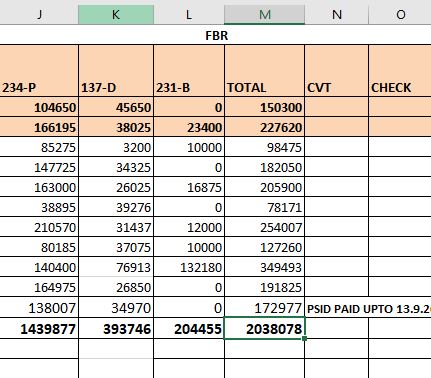 J K L M N O
FBR
234-P 137-D 231-B TOTAL CVT CHECK
104650 45650 0 150300
166195 38025 23400 227620
85275 3200 10000 98475
147725 34325 0 182050
163000 26025 16875 205900
38895 39276 0 78171
210570 31437 12000 254007
80185 37075 10000 127260
140400 76913 132180 349493
164975 26850 0 191825
138007 34970 0 172977 PSID PAID UPTO 13.9.2
1439877 393746 204455 2038078